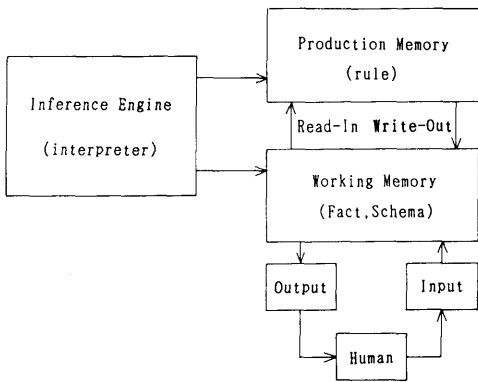 Production Memory
(rule)
Inference Engine
(interpreter)
Read-In Write-Out
Working Memory
(Fact,Schema)
Output
Input
Human